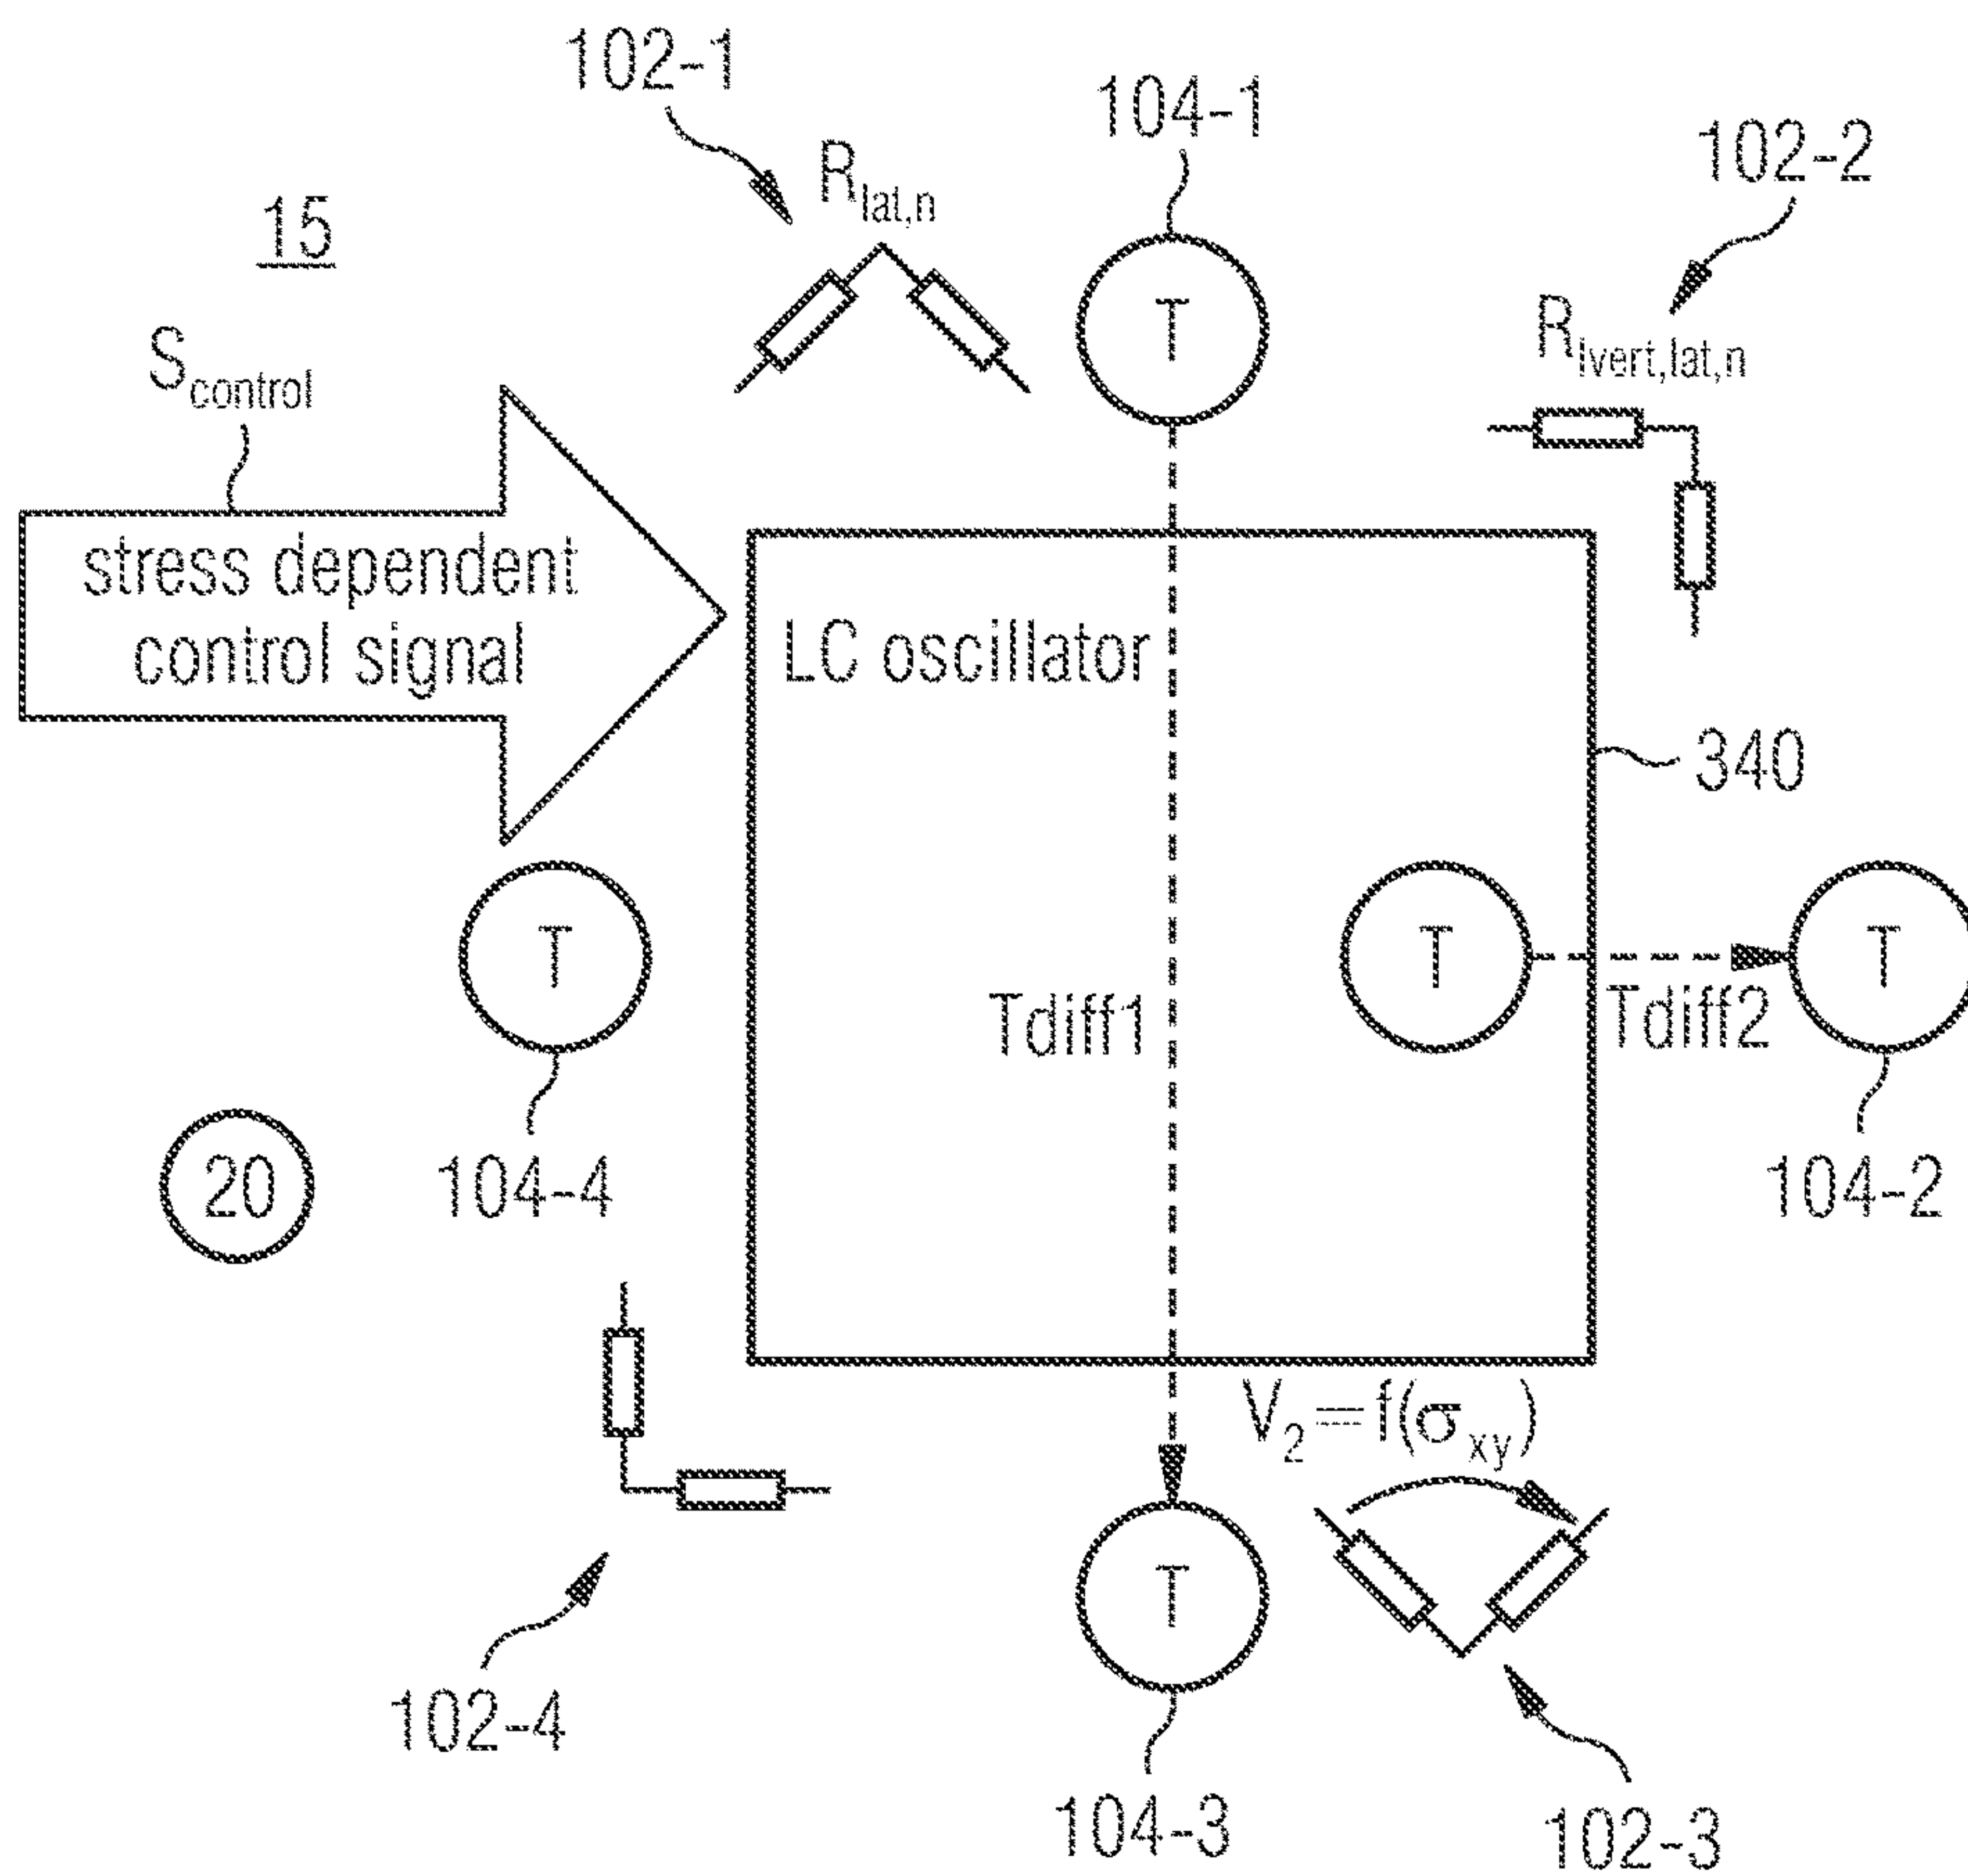 102-1
104-1
102-2
15
R_lat,n
T
R_lvert,lat,n
S_control
stress dependent
control signal
LC oscillator
340
T
T
T
Tdiff1
Tdiff2
20
104-4
104-2
V_2=f(σ_xy)
T
102-4
104-3
102-3